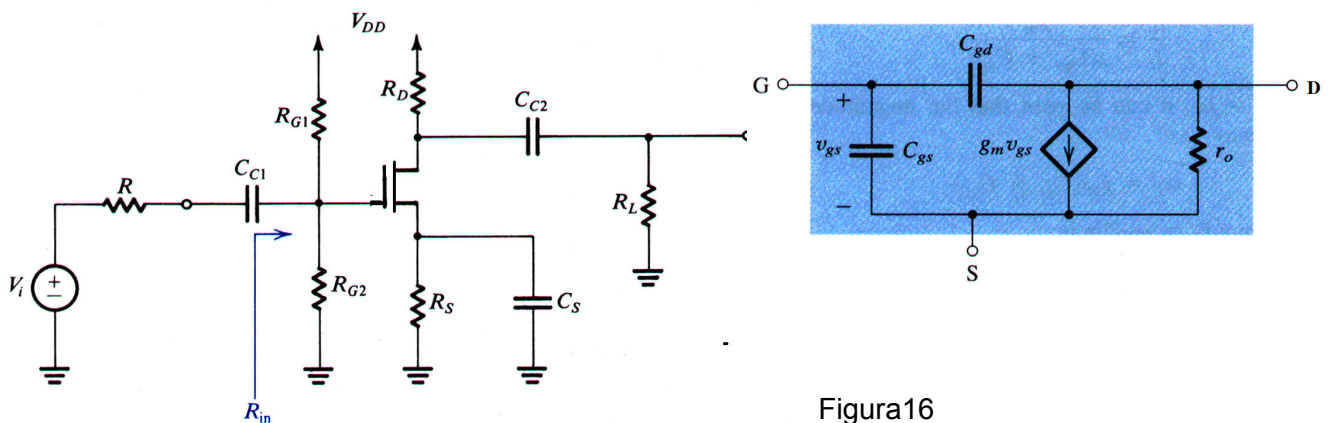 V_DD
R_D
C_C2
R_G1
C_C1
R
R_L
V_i
+
−
R_G2
R_S
C_S
R_in
C_gd
G
D
+
v_gs
C_gs
g_m v_gs
r_o
−
S
Figura16